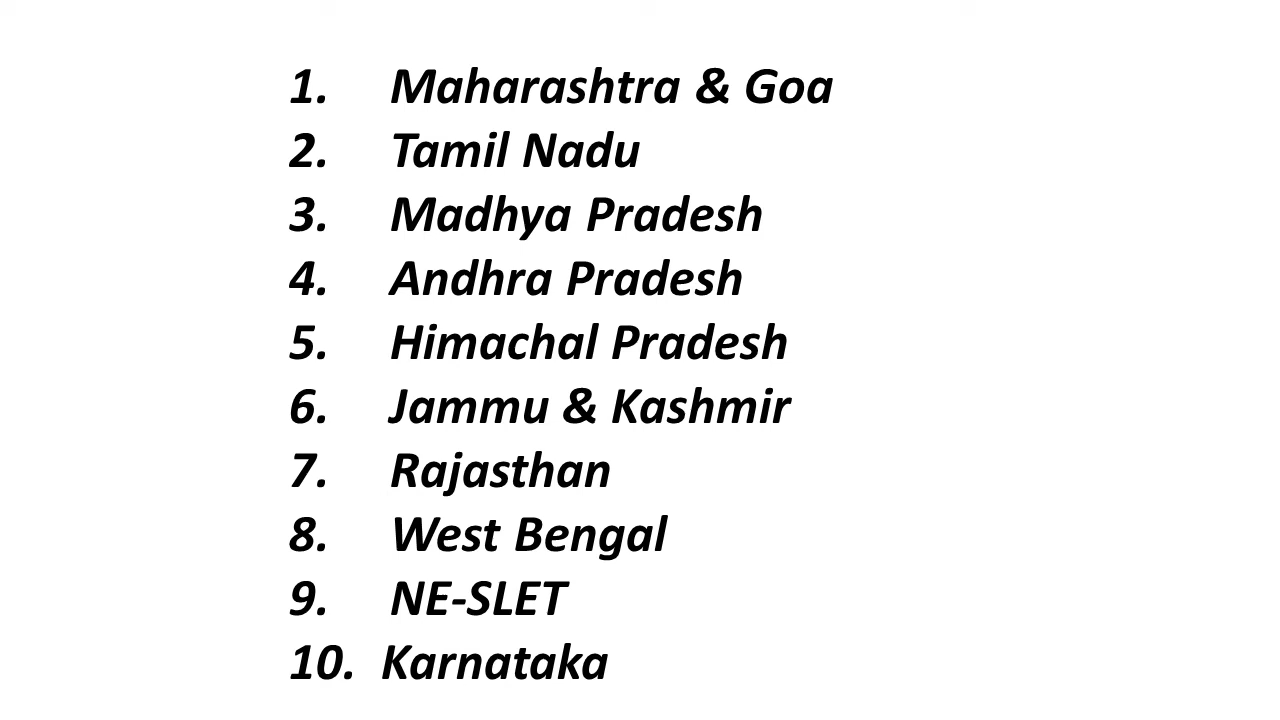 1. Maharashtra & Goa
2. Tamil Nadu
3. Madhya Pradesh
4. Andhra Pradesh
5. Himachal Pradesh
6. Jammu & Kashmir
7. Rajasthan
8. West Bengal
9. NE-SLET
10. Karnataka